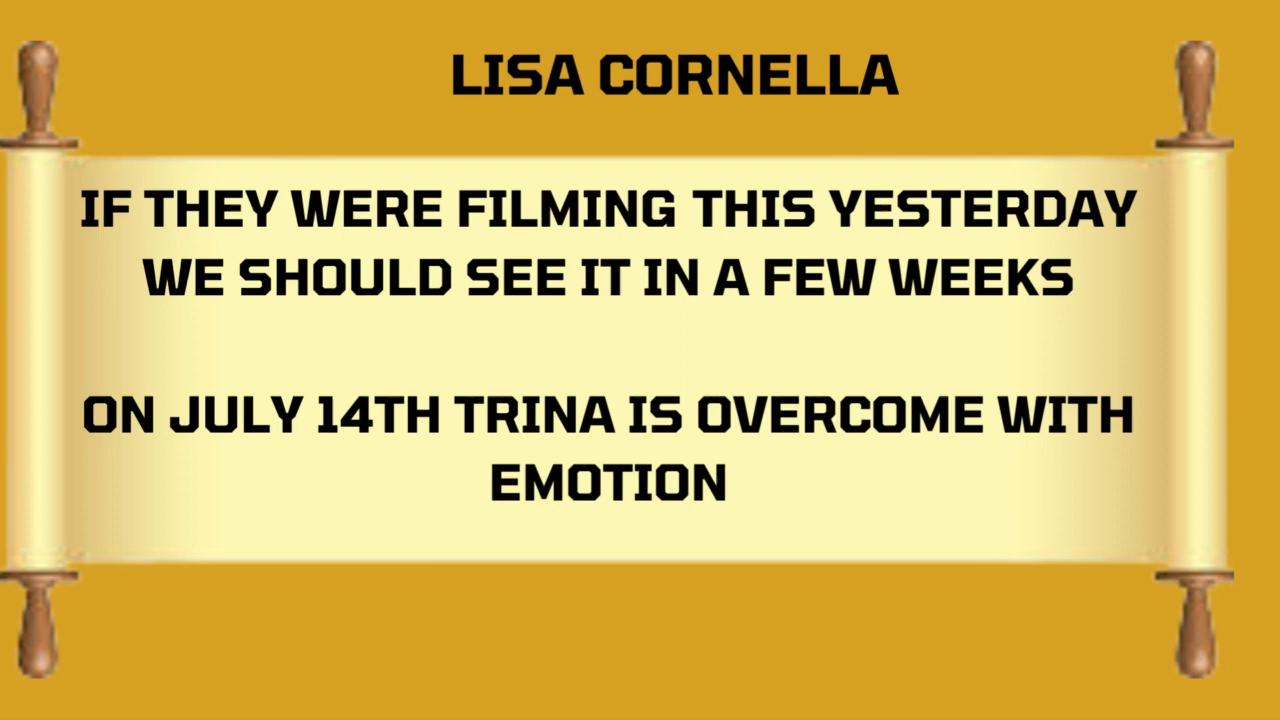 LISA CORNELLA
IF THEY WERE FILMING THIS YESTERDAY
WE SHOULD SEE IT IN A FEW WEEKS
ON JULY 14TH TRINA IS OVERCOME WITH
EMOTION